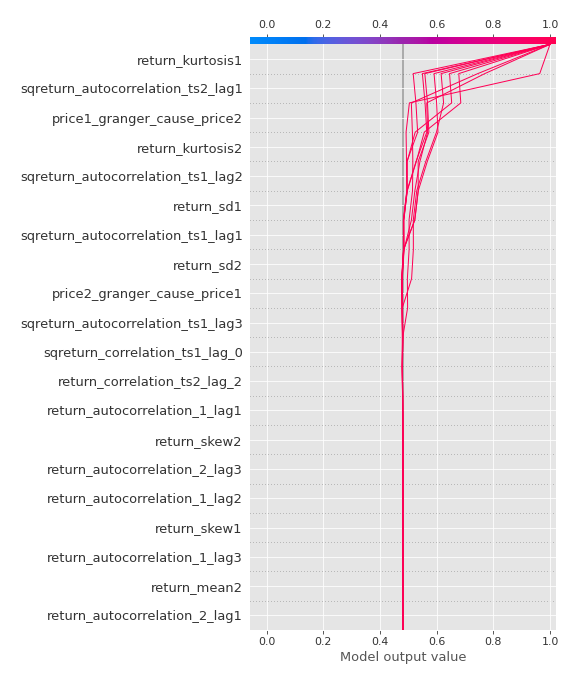 0.0 0.2 0.4 0.6 0.8 1.0
return_kurtosis1
sqreturn_autocorrelation_ts2_lag1
price1_granger_cause_price2
return_kurtosis2
sqreturn_autocorrelation_ts1_lag2
return_sd1
sqreturn_autocorrelation_ts1_lag1
return_sd2
price2_granger_cause_price1
sqreturn_autocorrelation_ts1_lag3
sqreturn_correlation_ts1_lag_0
return_correlation_ts2_lag_2
return_autocorrelation_1_lag1
return_skew2
return_autocorrelation_2_lag3
return_autocorrelation_1_lag2
return_skew1
return_autocorrelation_1_lag3
return_mean2
return_autocorrelation_2_lag1
0.0 0.2 0.4 0.6 0.8 1.0
Model output value